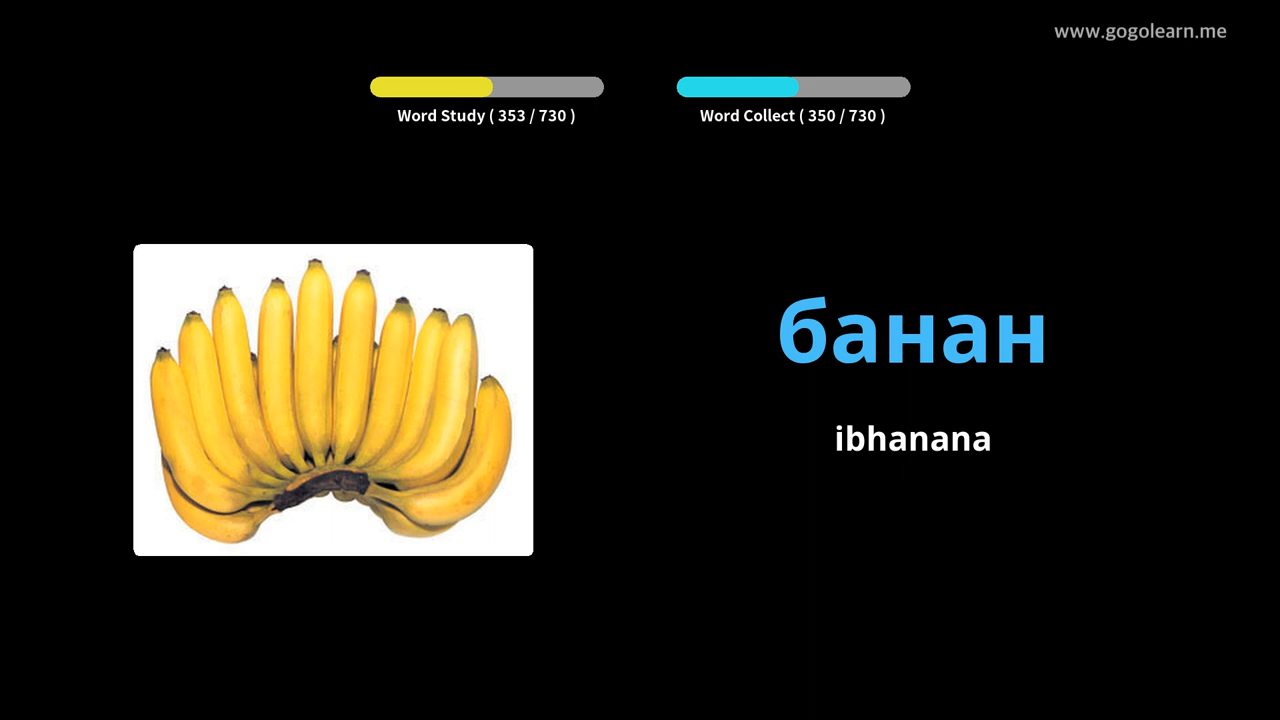 www.gogolearn.me
Word Study ( 353 / 730 )
Word Collect ( 350 / 730 )
банан
ibhanana